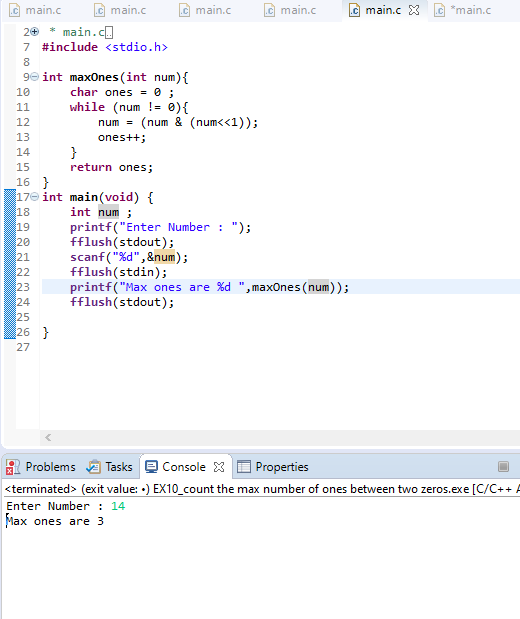 main.c main.c main.c main.c main.c *main.c
2 * main.c
7 #include <stdio.h>
8
9 int maxOnes(int num){
10 char ones = 0 ;
11 while (num != 0){
12 num = (num & (num<<1));
13 ones++;
14 }
15 return ones;
16 }
17 int main(void) {
18 int num ;
19 printf("Enter Number : ");
20 fflush(stdout);
21 scanf("%d",&num);
22 fflush(stdin);
23 printf("Max ones are %d ",maxOnes(num));
24 fflush(stdout);
25
26 }
27
Problems Tasks Console Properties
<terminated> (exit value: •) EX10_count the max number of ones between two zeros.exe [C/C++ A
Enter Number : 14
Max ones are 3